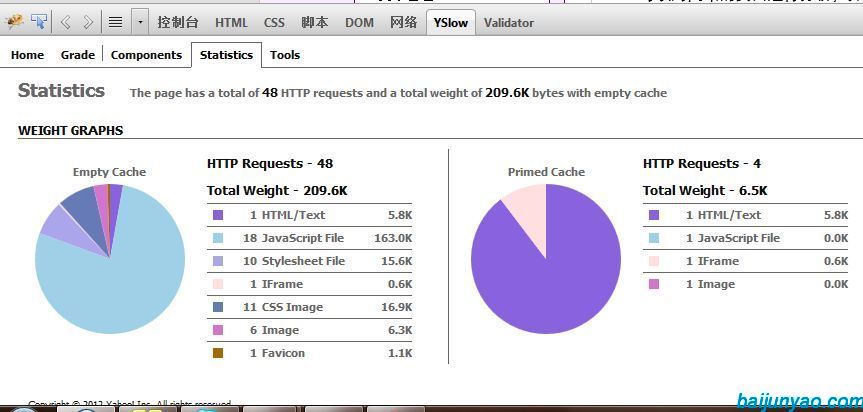 控制台 HTML CSS 脚本 DOM 网络 YSlow Validator
Home Grade Components Statistics Tools
Statistics The page has a total of 48 HTTP requests and a total weight of 209.6K bytes with empty cache
WEIGHT GRAPHS
Empty Cache
HTTP Requests - 48
Total Weight - 209.6K
1 HTML/Text 5.8K
18 JavaScript File 163.0K
10 Stylesheet File 15.6K
1 IFrame 0.6K
11 CSS Image 16.9K
6 Image 6.3K
1 Favicon 1.1K
Primed Cache
HTTP Requests - 4
Total Weight - 6.5K
1 HTML/Text 5.8K
1 JavaScript File 0.0K
1 IFrame 0.6K
1 Image 0.0K
Copyright © 2012 Yahoo! Inc. All rights reserved.
baijunyao.com